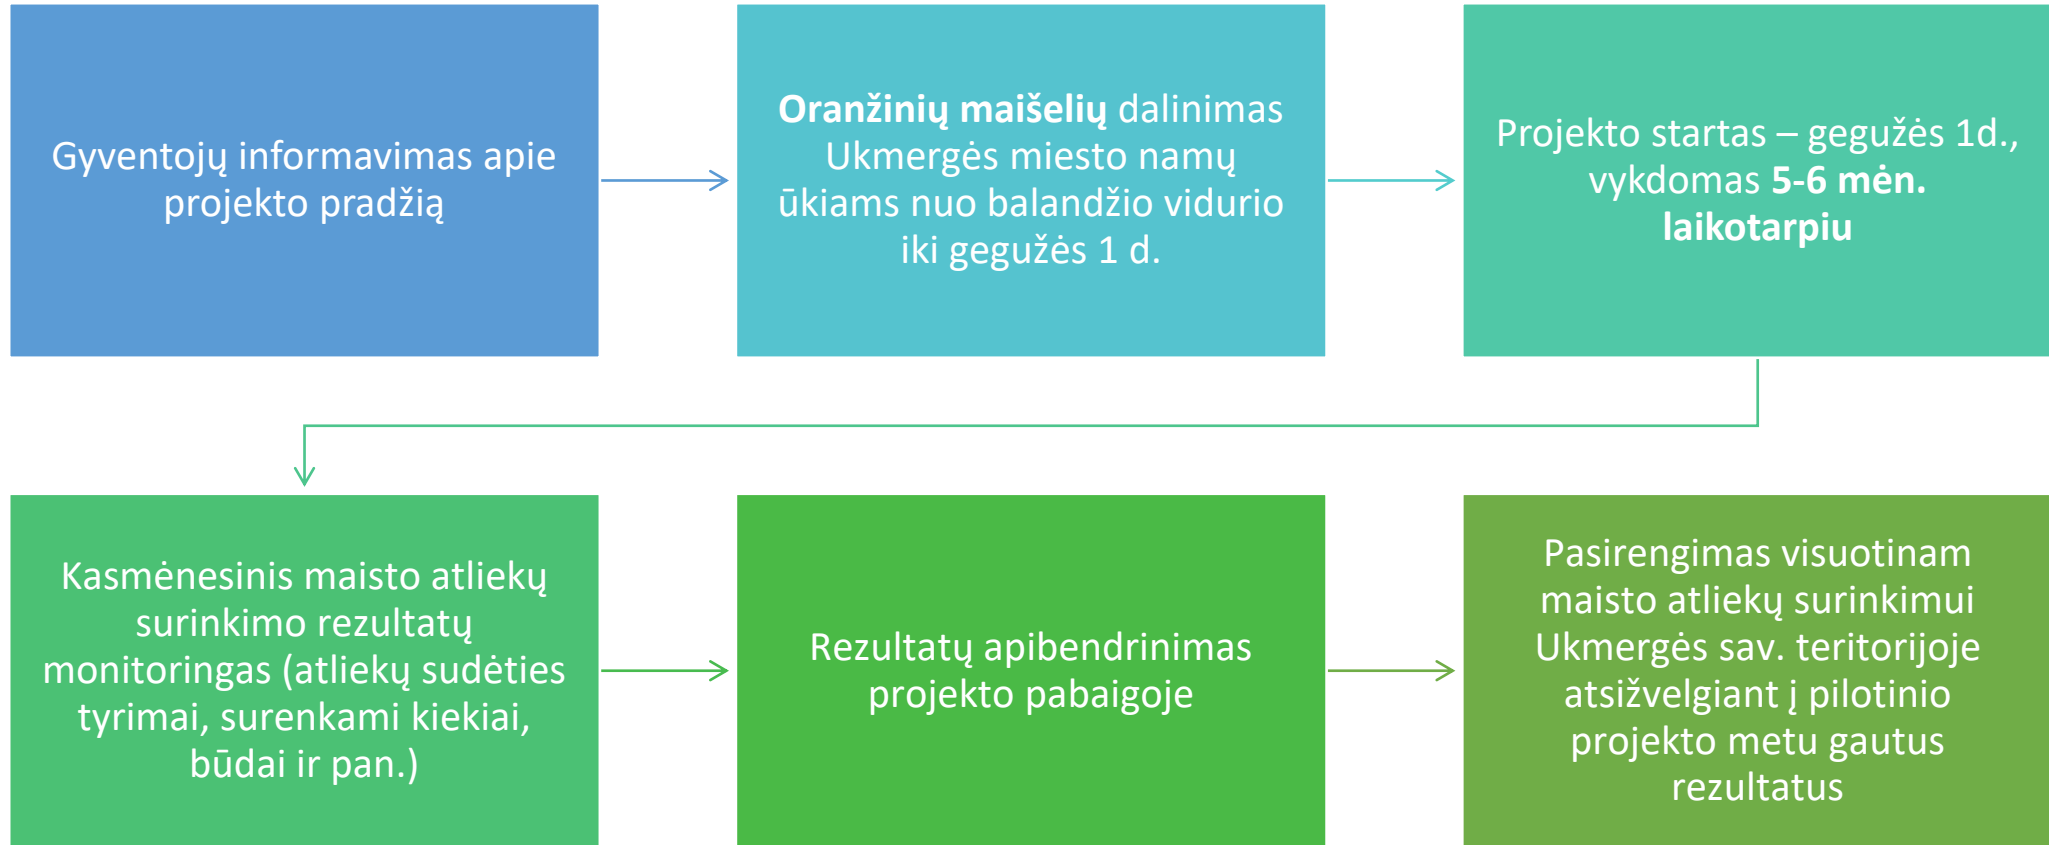 Gyventojų informavimas apie
projekto pradžią
Oranžinių maišelių dalinimas
Ukmergės miesto namų
ūkiams nuo balandžio vidurio
iki gegužės 1 d.
Projekto startas – gegužės 1d.,
vykdomas 5-6 mėn.
laikotarpiu
Kasmėnesinis maisto atliekų
surinkimo rezultatų
monitoringas (atliekų sudėties
tyrimai, surenkami kiekiai,
būdai ir pan.)
Rezultatų apibendrinimas
projekto pabaigoje
Pasirengimas visuotinam
maisto atliekų surinkimui
Ukmergės sav. teritorijoje
atsižvelgiant į pilotinio
projekto metu gautus
rezultatus